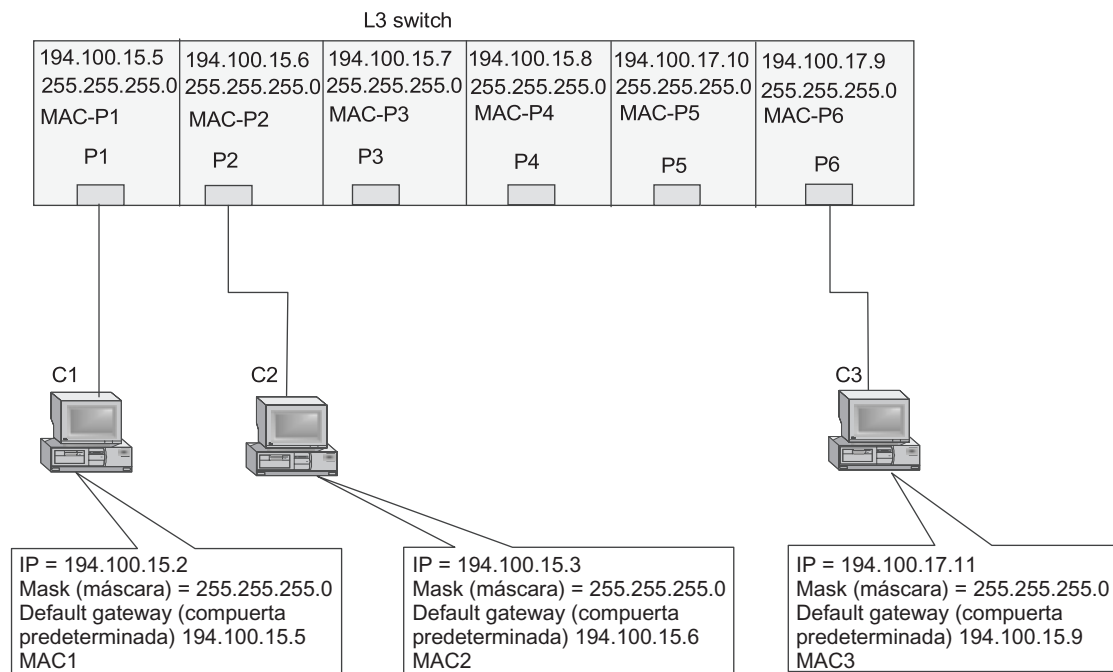 L3 switch
194.100.15.5
255.255.255.0
MAC-P1
P1
194.100.15.6
255.255.255.0
MAC-P2
P2
194.100.15.7
255.255.255.0
MAC-P3
P3
194.100.15.8
255.255.255.0
MAC-P4
P4
194.100.17.10
255.255.255.0
MAC-P5
P5
194.100.17.9
255.255.255.0
MAC-P6
P6
C1
C2
C3
IP = 194.100.15.2
Mask (máscara) = 255.255.255.0
Default gateway (compuerta
predeterminada) 194.100.15.5
MAC1
IP = 194.100.15.3
Mask (máscara) = 255.255.255.0
Default gateway (compuerta
predeterminada) 194.100.15.6
MAC2
IP = 194.100.17.11
Mask (máscara) = 255.255.255.0
Default gateway (compuerta
predeterminada) 194.100.15.9
MAC3